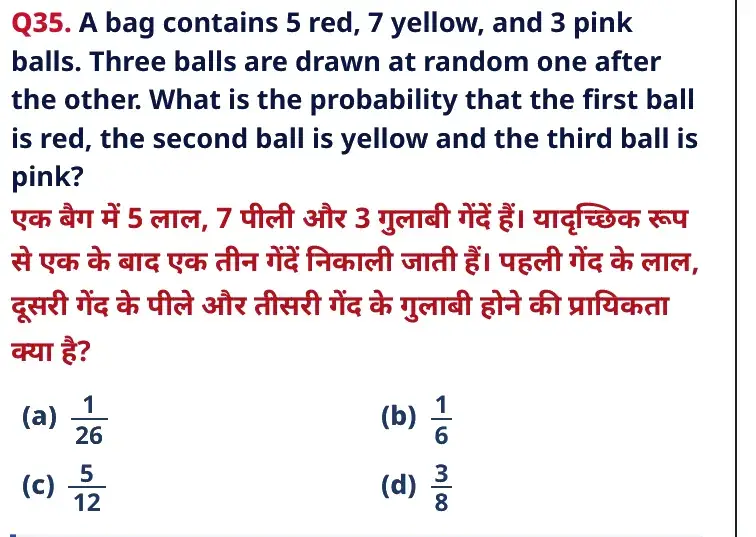 Q35. A bag contains 5 red, 7 yellow, and 3 pink
balls. Three balls are drawn at random one after
the other. What is the probability that the first ball
is red, the second ball is yellow and the third ball is
pink?
एक बैग में 5 लाल, 7 पीली और 3 गुलाबी गेंदें हैं। यादृच्छिक रूप
से एक के बाद एक तीन गेंदें निकाली जाती हैं। पहली गेंद के लाल,
दूसरी गेंद के पीले और तीसरी गेंद के गुलाबी होने की प्रायिकता
क्या है?
(a) 1/26 (b) 1/6
(c) 5/12 (d) 3/8